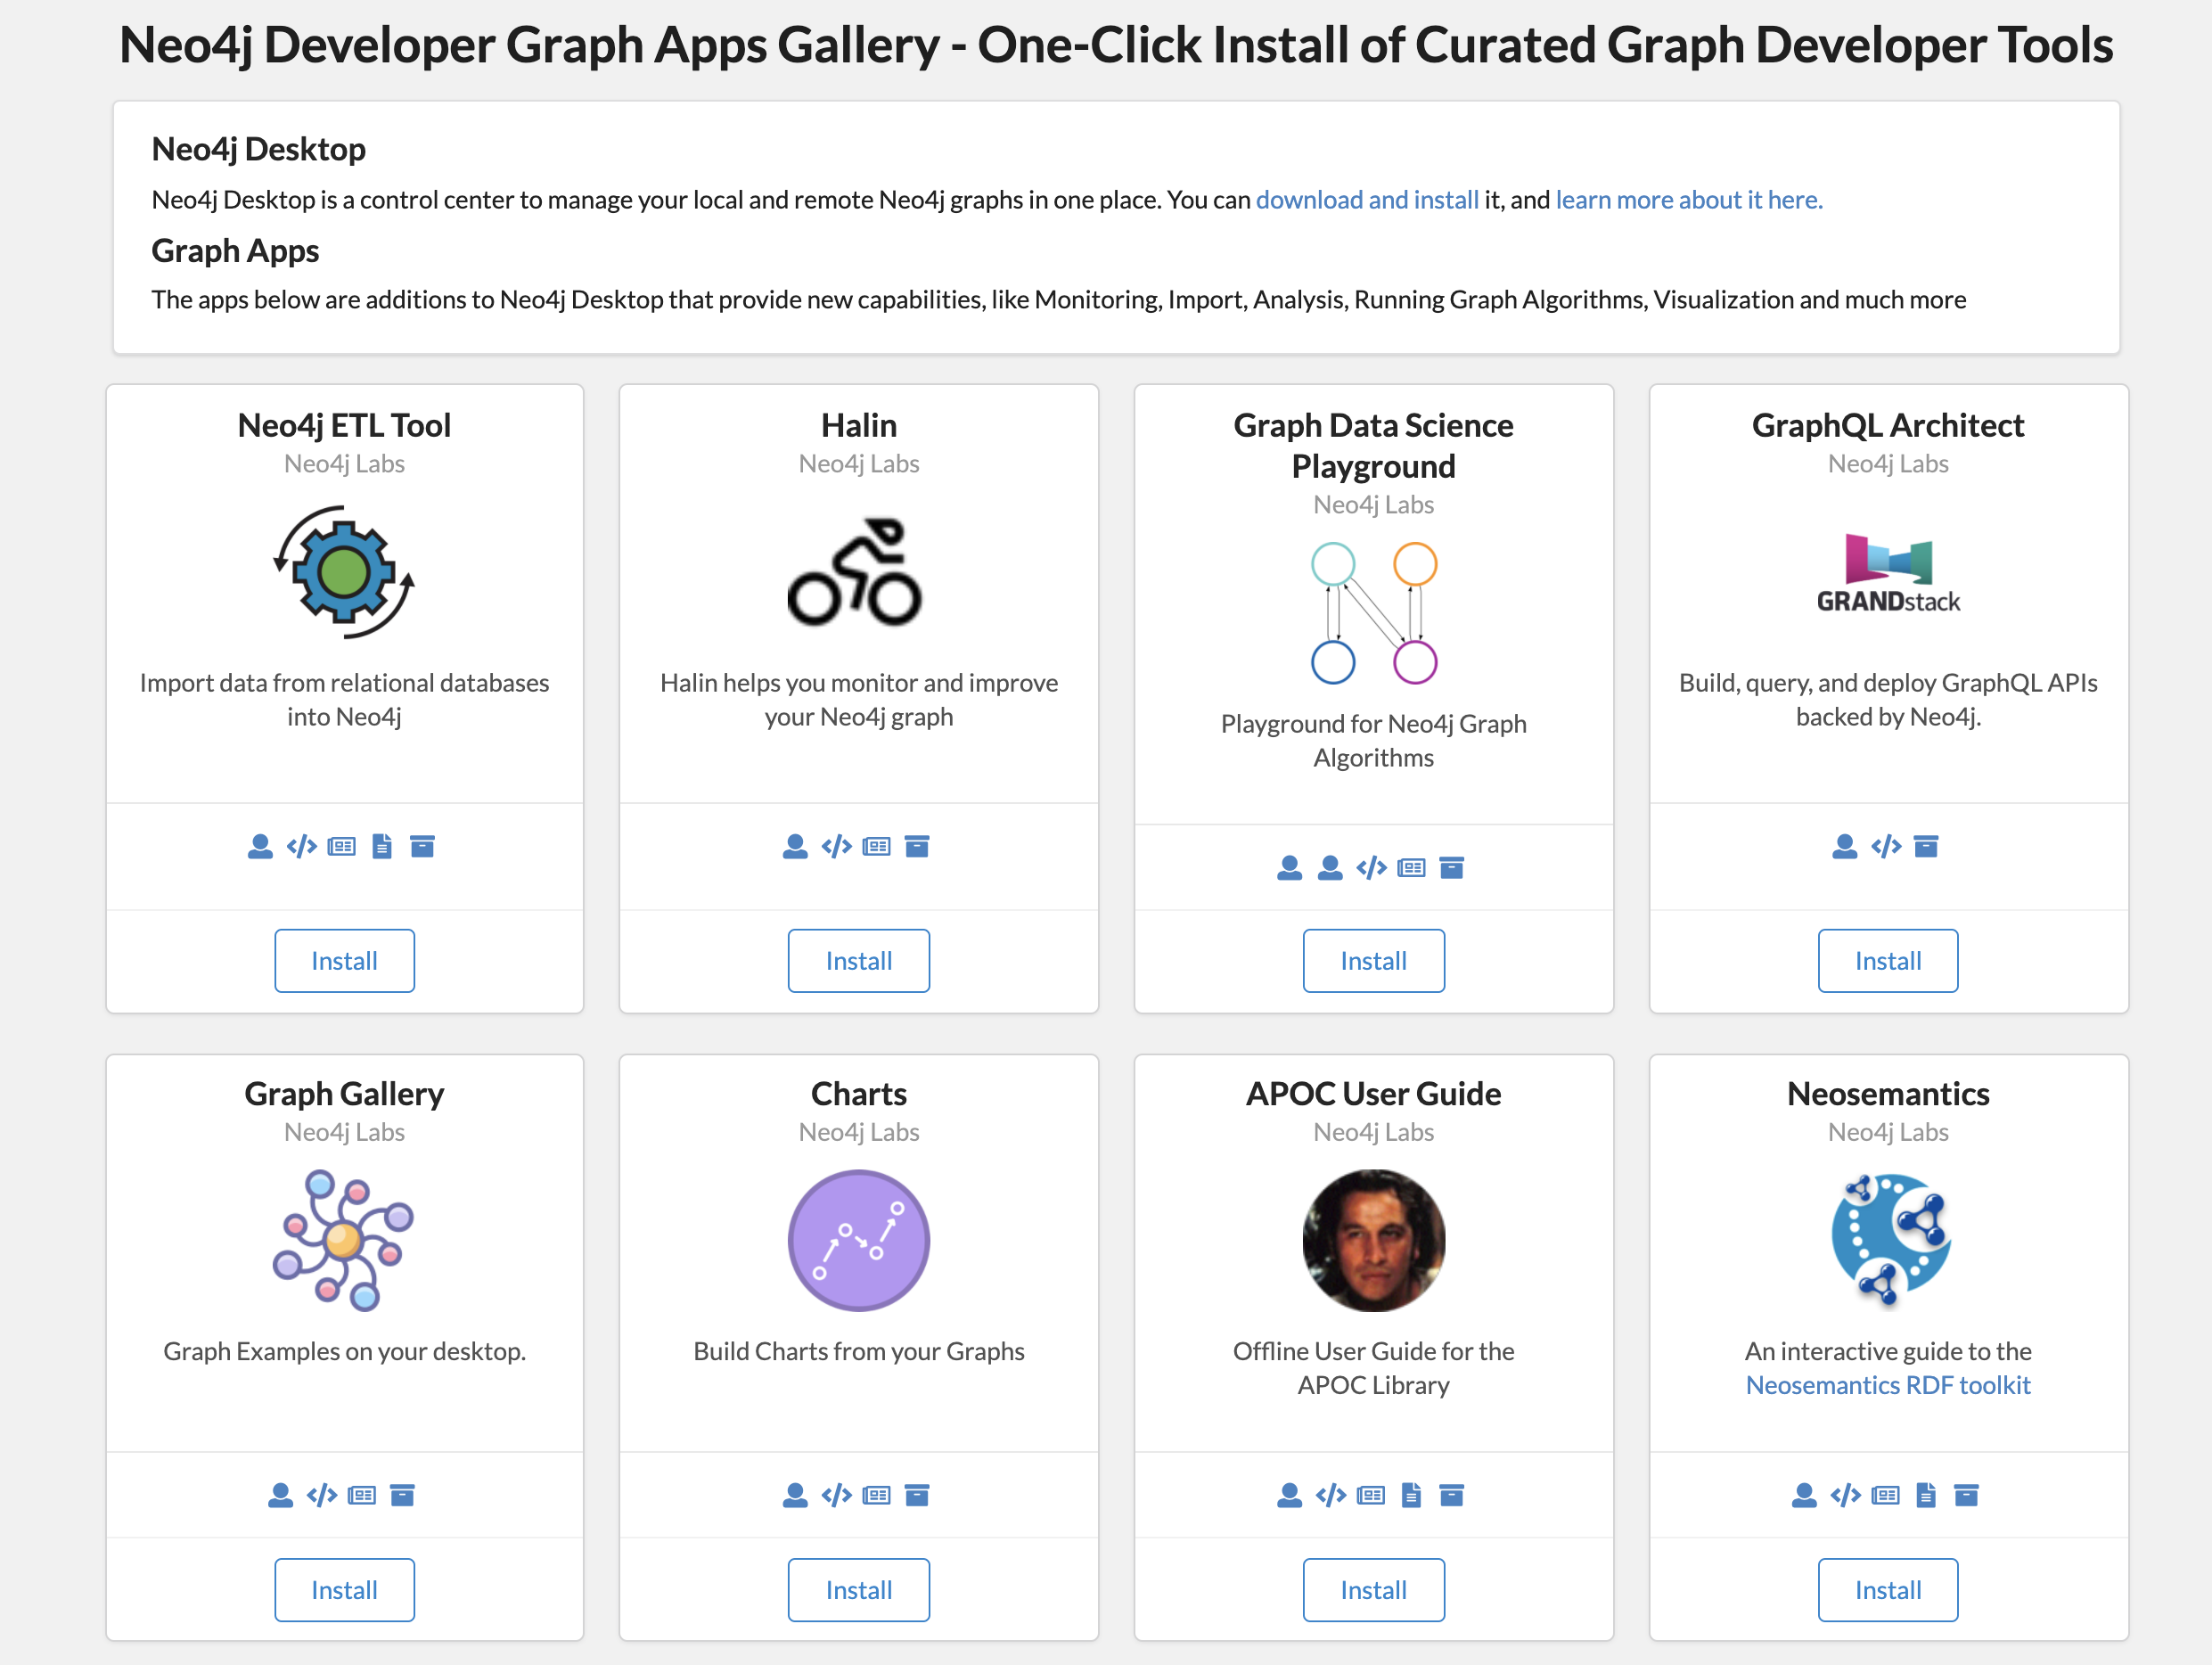 Neo4j Developer Graph Apps Gallery - One-Click Install of Curated Graph Developer Tools
Neo4j Desktop
Neo4j Desktop is a control center to manage your local and remote Neo4j graphs in one place. You can download and install it, and learn more about it here.
Graph Apps
The apps below are additions to Neo4j Desktop that provide new capabilities, like Monitoring, Import, Analysis, Running Graph Algorithms, Visualization and much more
Neo4j ETL Tool
Neo4j Labs
Import data from relational databases
into Neo4j
Install
Halin
Neo4j Labs
Halin helps you monitor and improve
your Neo4j graph
Install
Graph Data Science
Playground
Neo4j Labs
Playground for Neo4j Graph
Algorithms
Install
GraphQL Architect
Neo4j Labs
GRANDstack
Build, query, and deploy GraphQL APIs
backed by Neo4j.
Install
Graph Gallery
Neo4j Labs
Graph Examples on your desktop.
Install
Charts
Neo4j Labs
Build Charts from your Graphs
Install
APOC User Guide
Neo4j Labs
Offline User Guide for the
APOC Library
Install
Neosemantics
Neo4j Labs
An interactive guide to the
Neosemantics RDF toolkit
Install